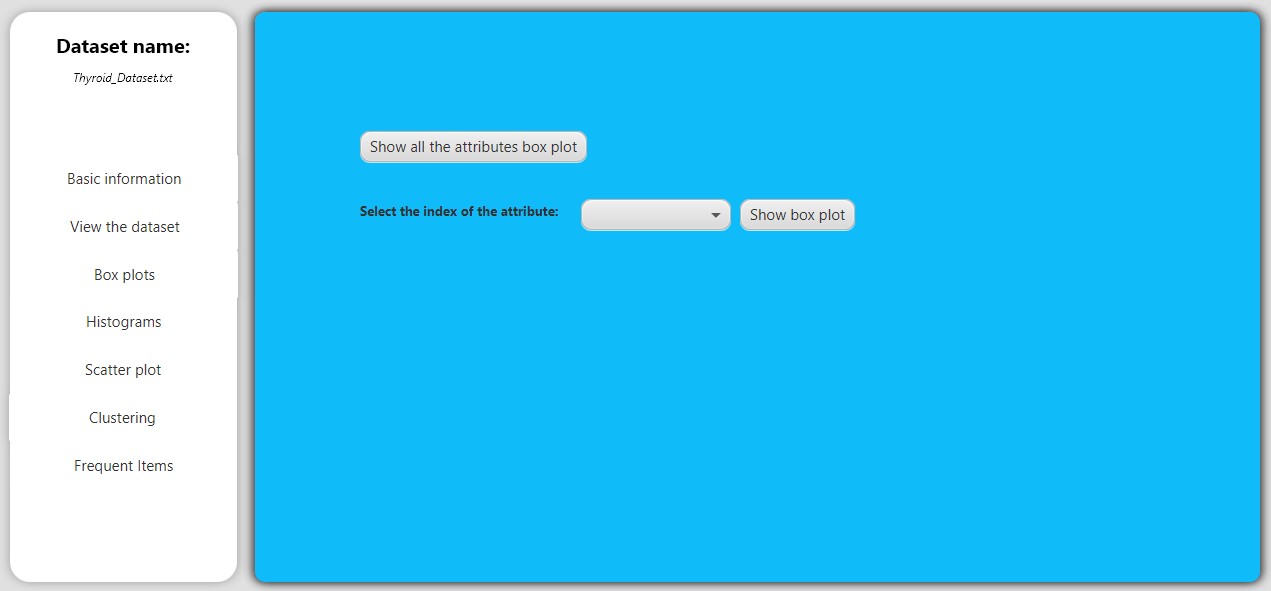 Dataset name:
Thyroid_Dataset.txt
Basic information
View the dataset
Box plots
Histograms
Scatter plot
Clustering
Frequent Items
Show all the attributes box plot
Select the index of the attribute:
Show box plot